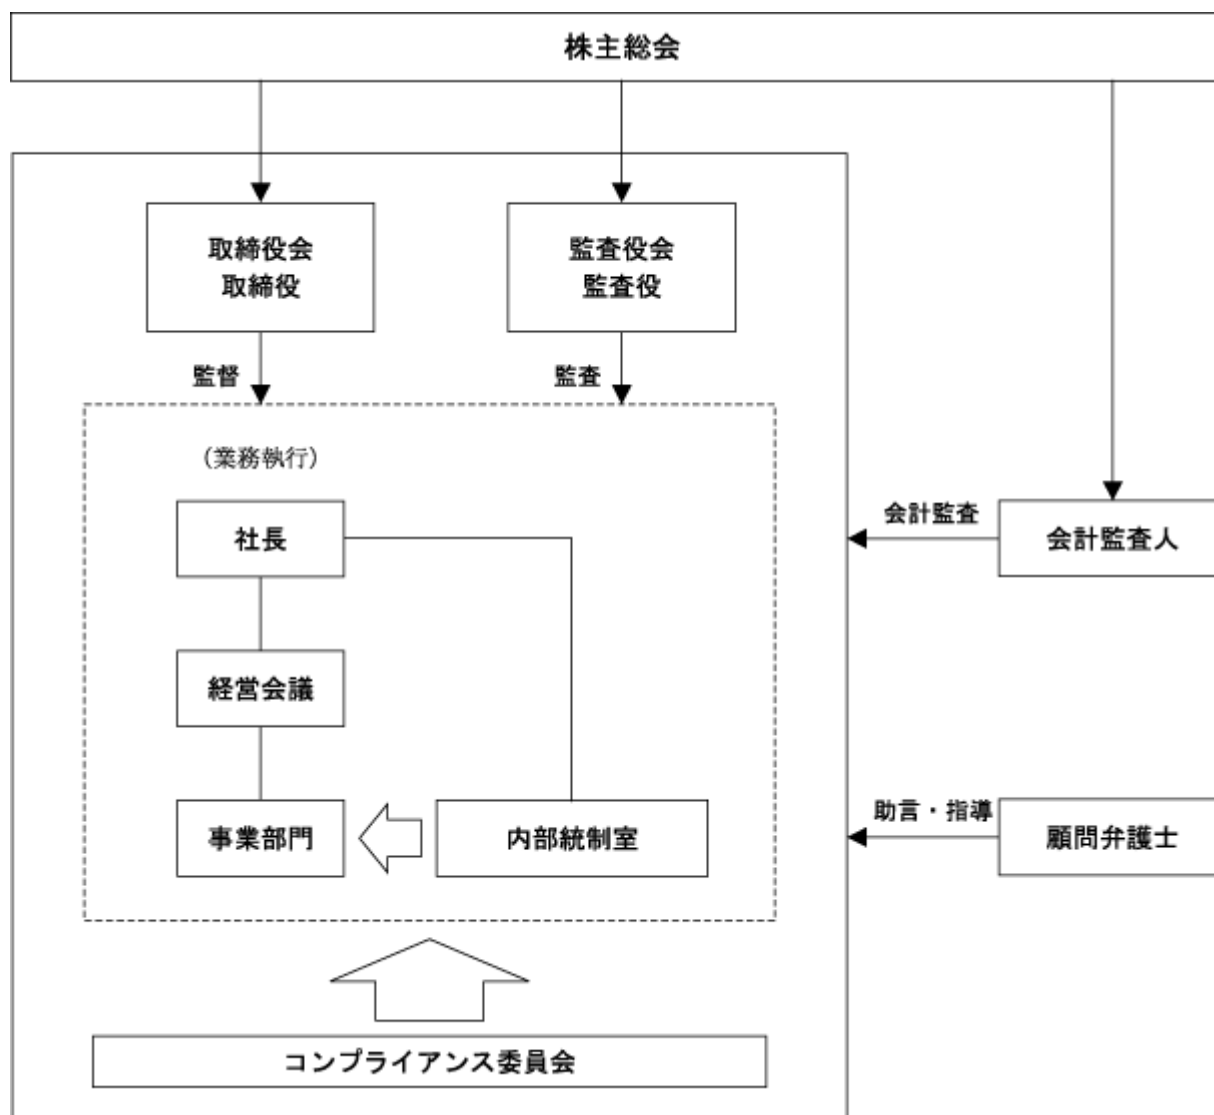 株主総会
取締役会
取締役
監査役会
監査役
監督
監査
（業務執行）
社長
会計監査
会計監査人
経営会議
事業部門
内部統制室
助言・指導
顧問弁護士
コンプライアンス委員会